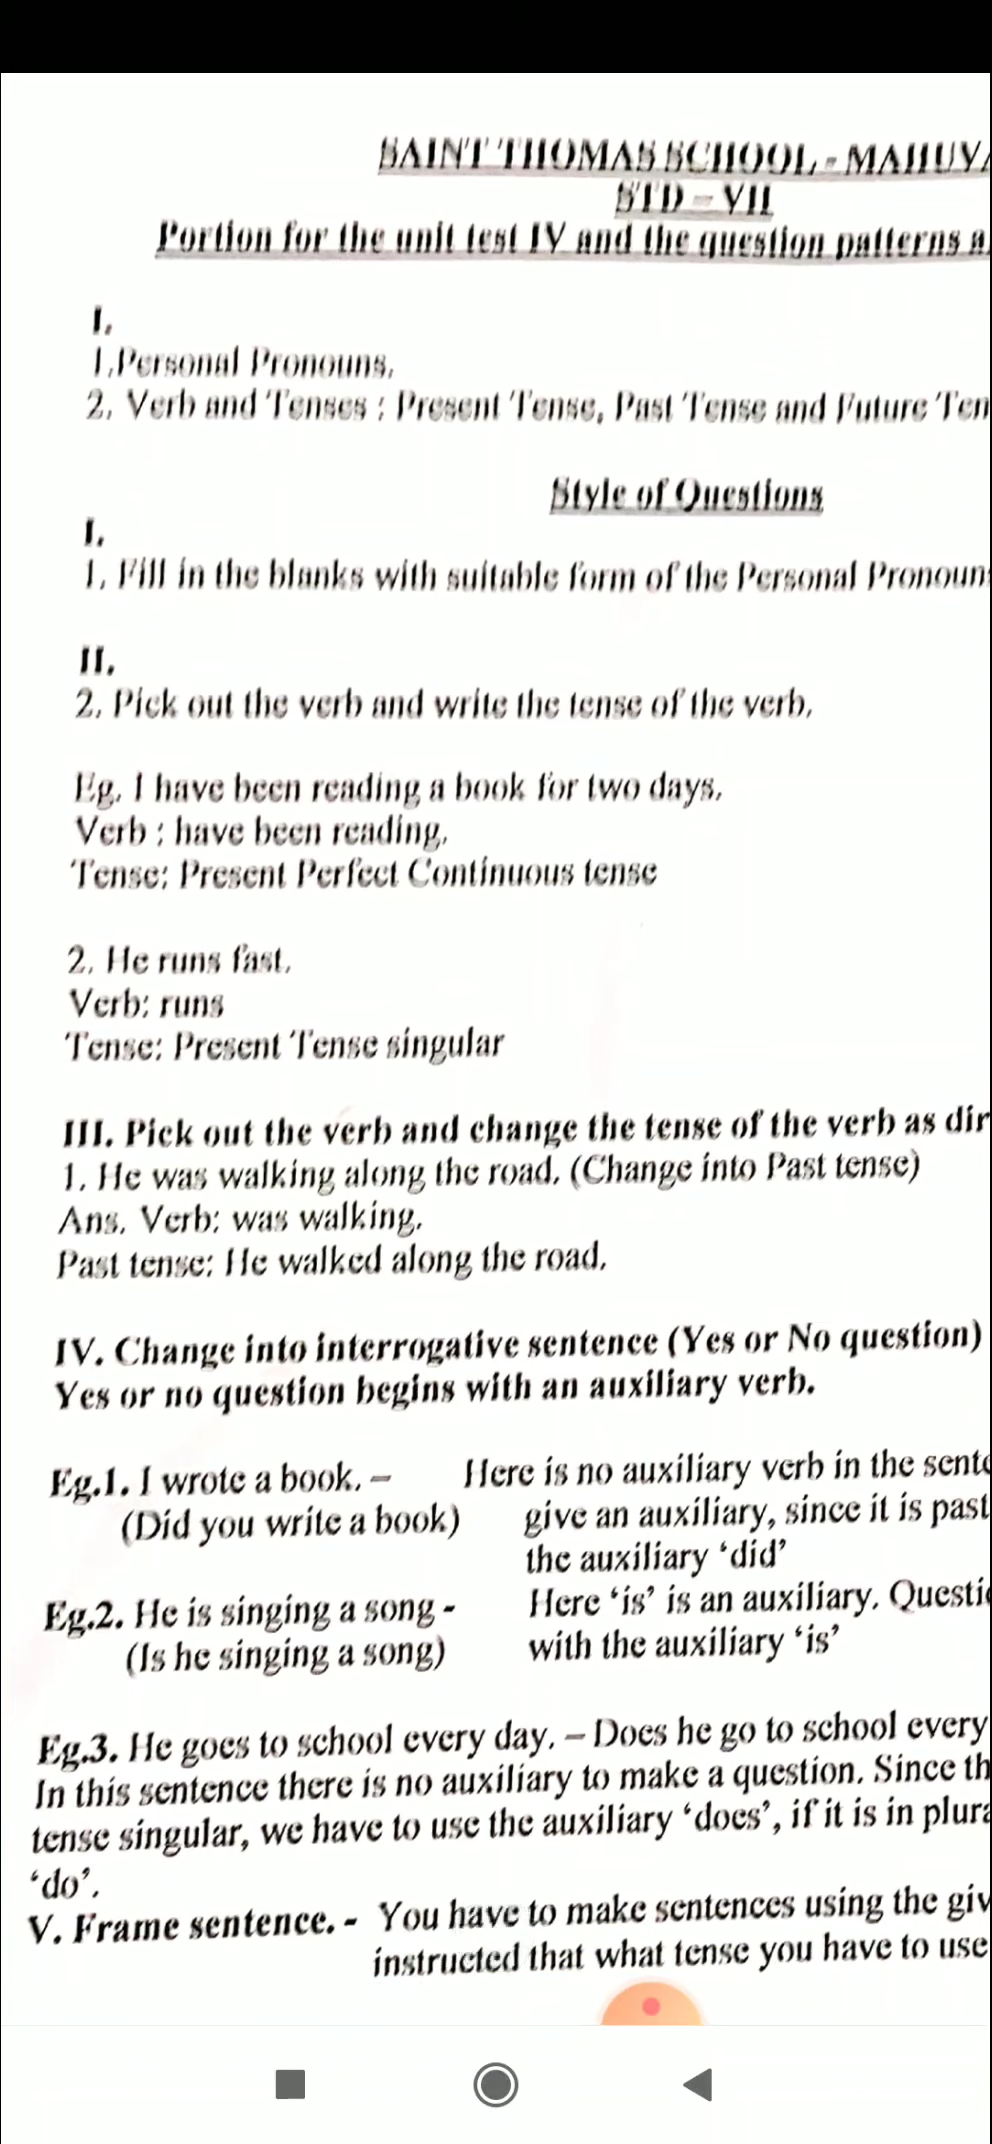 SAINT THOMAS SCHOOL - MAHUVA
STD - VII
Portion for the unit test IV and the question patterns
I.
1.Personal Pronouns.
2. Verb and Tenses : Present Tense, Past Tense and Future Ten
Style of Questions
I.
1. Fill in the blanks with suitable form of the Personal Pronoun
II.
2. Pick out the verb and write the tense of the verb.
Eg. I have been reading a book for two days.
Verb : have been reading.
Tense: Present Perfect Continuous tense
2. He runs fast.
Verb: runs
Tense: Present Tense singular
III. Pick out the verb and change the tense of the verb as dir
1. He was walking along the road. (Change into Past tense)
Ans. Verb: was walking.
Past tense: He walked along the road.
IV. Change into interrogative sentence (Yes or No question)
Yes or no question begins with an auxiliary verb.
Eg.1. I wrote a book. – Here is no auxiliary verb in the sente
(Did you write a book) give an auxiliary, since it is past
the auxiliary ‘did’
Eg.2. He is singing a song - Here ‘is’ is an auxiliary. Questi
(Is he singing a song) with the auxiliary ‘is’
Eg.3. He goes to school every day. – Does he go to school every
In this sentence there is no auxiliary to make a question. Since th
tense singular, we have to use the auxiliary ‘does’, if it is in plura
‘do’.
V. Frame sentence. - You have to make sentences using the giv
instructed that what tense you have to use